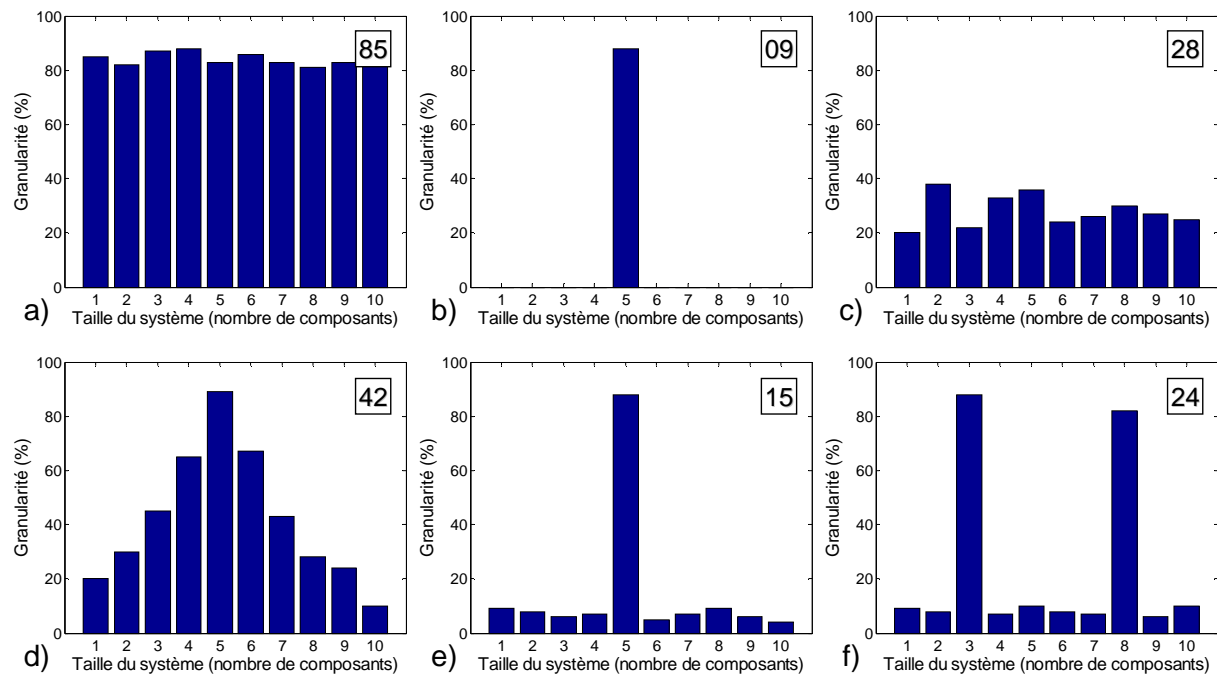 100
80
60
40
20
0
Granularité (%)
85
1 2 3 4 5 6 7 8 9 10
a) Taille du système (nombre de composants)
100
80
60
40
20
0
Granularité (%)
09
1 2 3 4 5 6 7 8 9 10
b) Taille du système (nombre de composants)
100
80
60
40
20
0
Granularité (%)
28
1 2 3 4 5 6 7 8 9 10
c) Taille du système (nombre de composants)
100
80
60
40
20
0
Granularité (%)
42
1 2 3 4 5 6 7 8 9 10
d) Taille du système (nombre de composants)
100
80
60
40
20
0
Granularité (%)
15
1 2 3 4 5 6 7 8 9 10
e) Taille du système (nombre de composants)
100
80
60
40
20
0
Granularité (%)
24
1 2 3 4 5 6 7 8 9 10
f) Taille du système (nombre de composants)